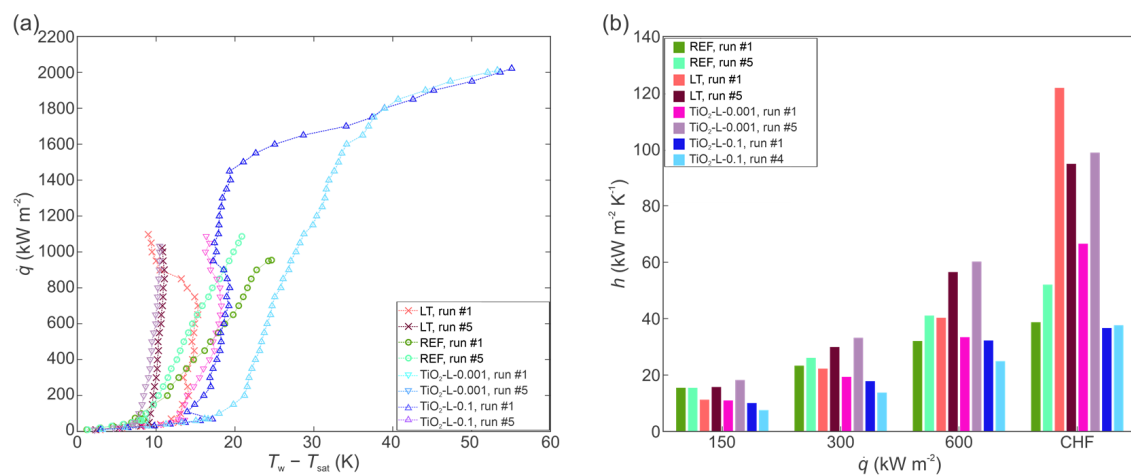 (a)
2200
2000
1800
1600
1400
1200
1000
800
600
400
200
0
q̇ (kW m⁻²)
0 10 20 30 40 50 60
T_w − T_sat (K)
LT, run #1
LT, run #5
REF, run #1
REF, run #5
TiO₂-L-0.001, run #1
TiO₂-L-0.001, run #5
TiO₂-L-0.1, run #1
TiO₂-L-0.1, run #5
(b)
140
120
100
80
60
40
20
0
h (kW m⁻² K⁻¹)
REF, run #1
REF, run #5
LT, run #1
LT, run #5
TiO₂-L-0.001, run #1
TiO₂-L-0.001, run #5
TiO₂-L-0.1, run #1
TiO₂-L-0.1, run #4
150 300 600 CHF
q̇ (kW m⁻²)